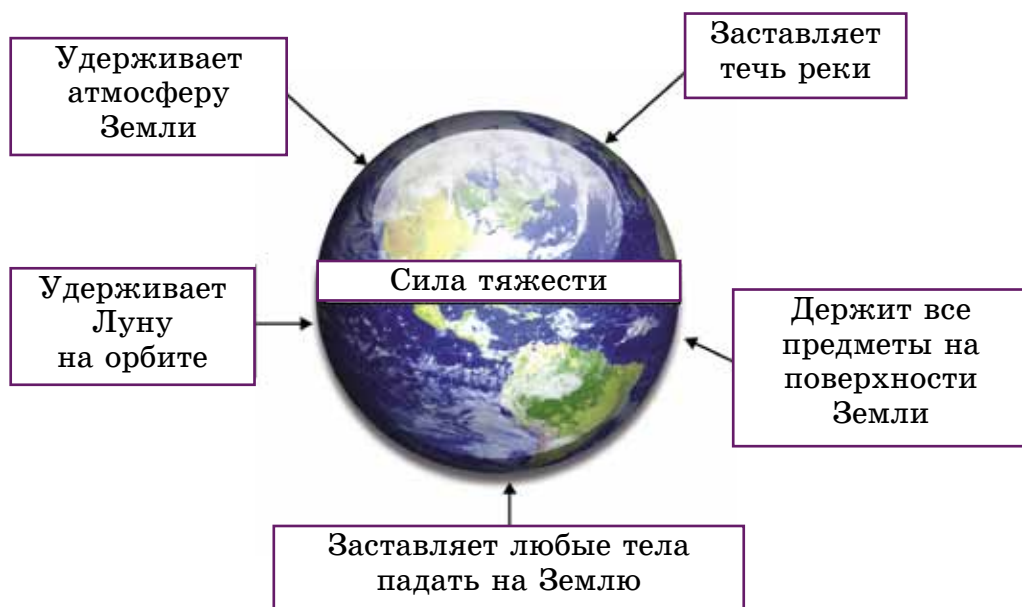 Удерживает
атмосферу
Земли
Заставляет
течь реки
Сила тяжести
Удерживает
Луну
на орбите
Держит все
предметы на
поверхности
Земли
Заставляет любые тела
падать на Землю